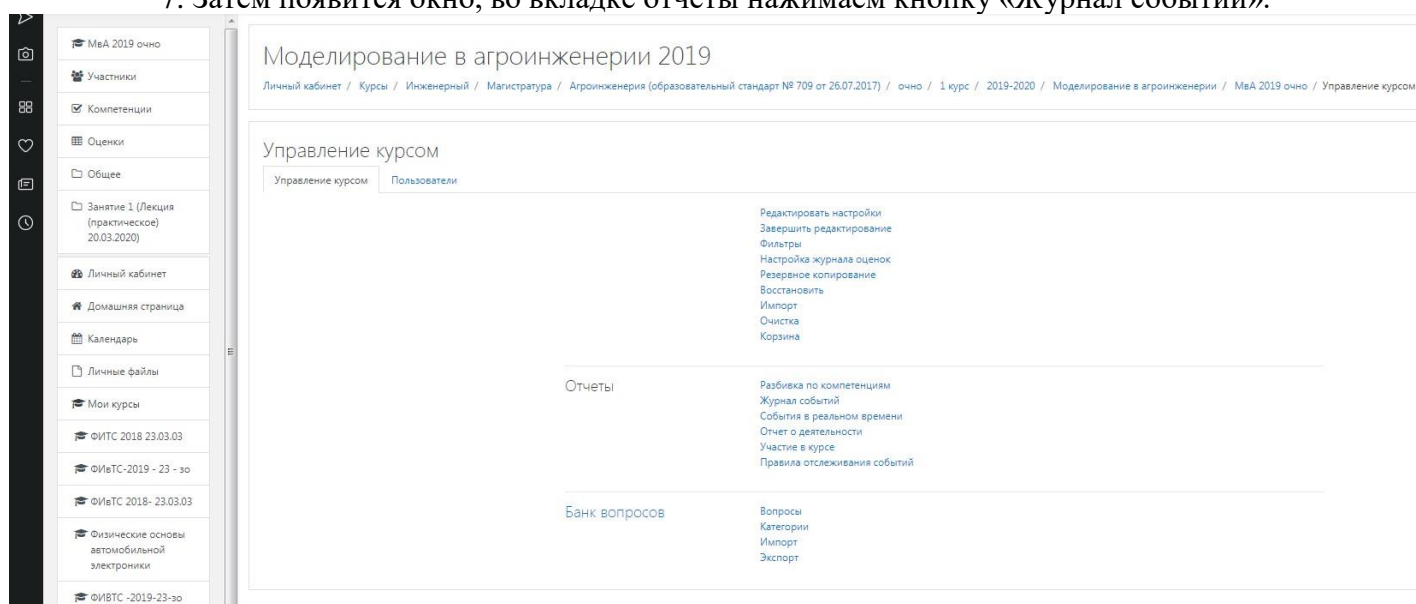 7. Затем появится окно, во вкладке отчеты нажимаем кнопку «Журнал событий».
МвА 2019 очно
Участники
Компетенции
Оценки
Общее
Занятие 1 (Лекция
(практическое)
20.03.2020)
Личный кабинет
Домашняя страница
Календарь
Личные файлы
Мои курсы
ФИТС 2018 23.03.03
ФИвТС-2019 - 23 - зо
ФИвТС 2018- 23.03.03
Физические основы
автомобильной
электроники
ФИВТС -2019-23-зо
Моделирование в агроинженерии 2019
Личный кабинет / Курсы / Инженерный / Магистратура / Агроинженерия (образовательный стандарт № 709 от 26.07.2017) / очно / 1 курс / 2019-2020 / Моделирование в агроинженерии / МвА 2019 очно / Управление курсом
Управление курсом
Управление курсом Пользователи
Редактировать настройки
Завершить редактирование
Фильтры
Настройка журнала оценок
Резервное копирование
Восстановить
Импорт
Очистка
Корзина
Отчеты
Разбивка по компетенциям
Журнал событий
События в реальном времени
Отчет о деятельности
Участие в курсе
Правила отслеживания событий
Банк вопросов
Вопросы
Категории
Импорт
Экспорт